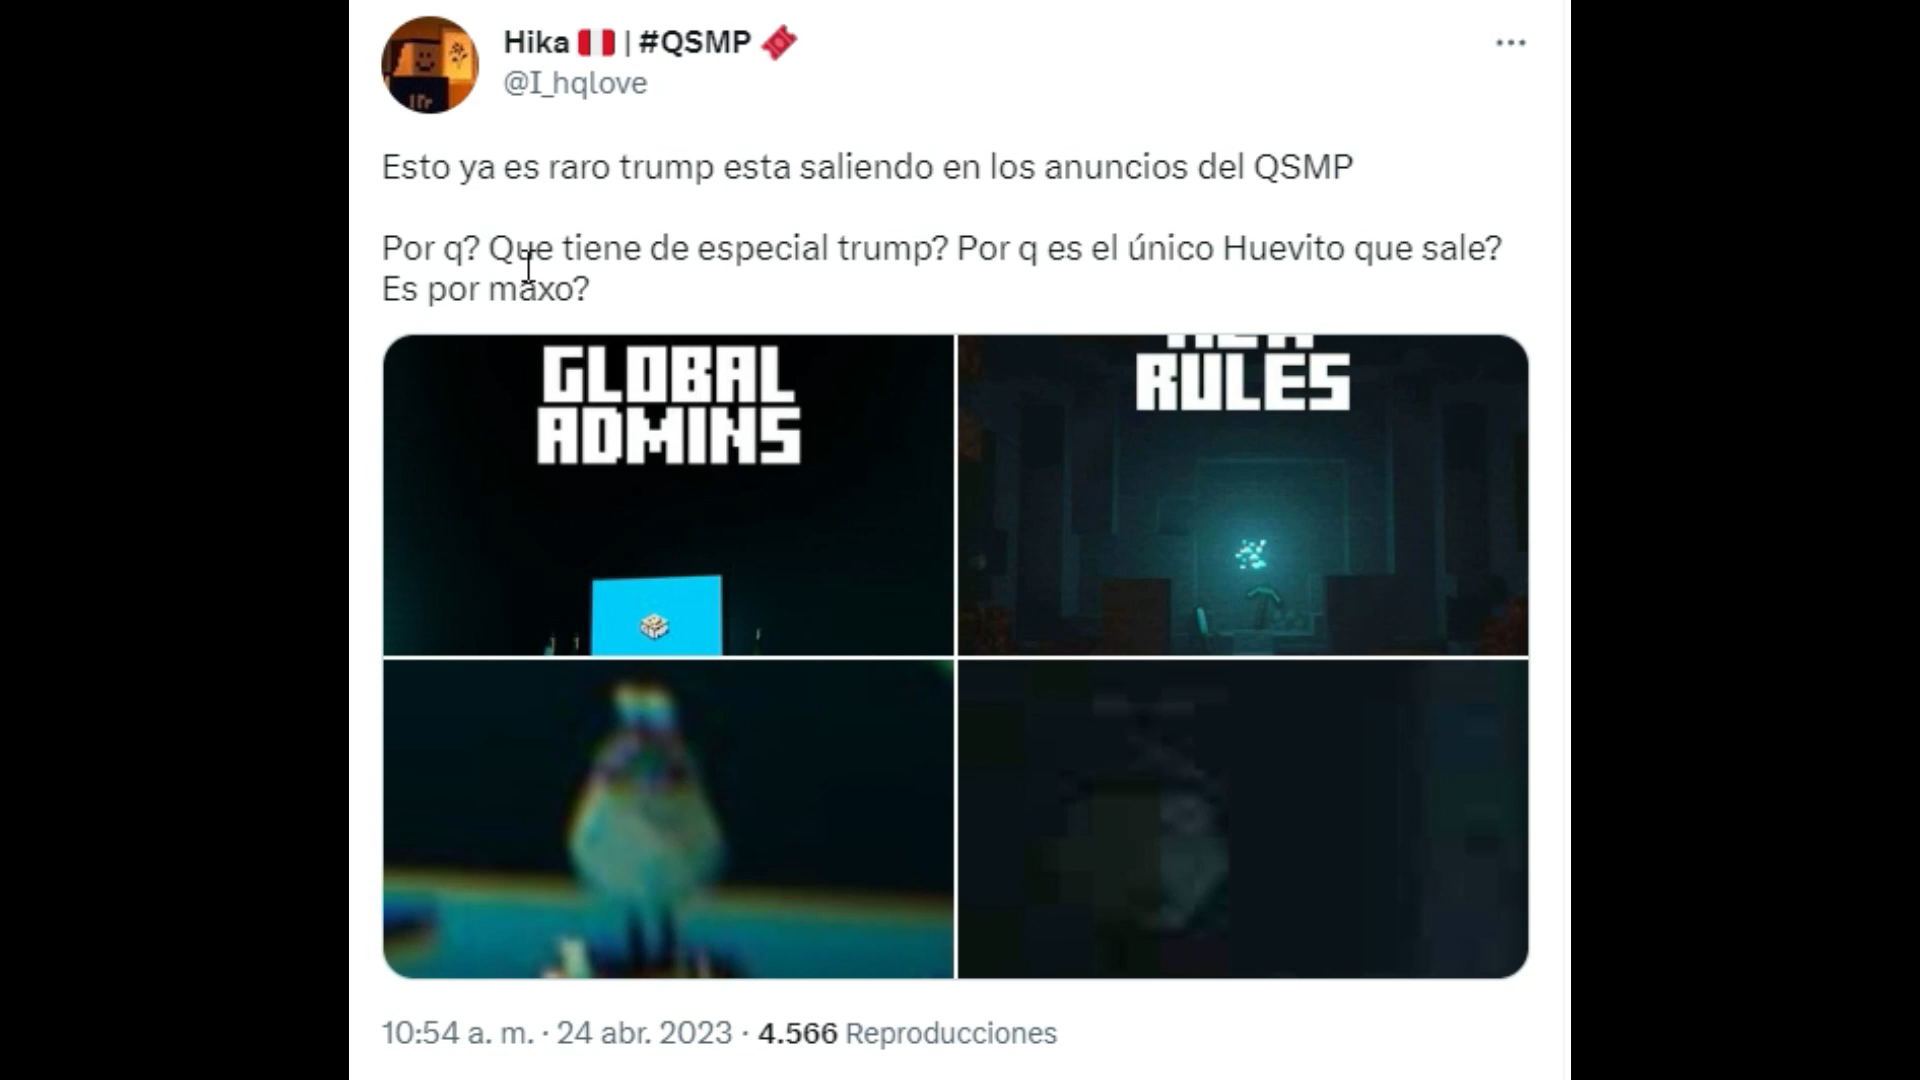 Hika 🇵🇪 | #QSMP 🎟️
@I_hqlove
Esto ya es raro trump esta saliendo en los anuncios del QSMP
Por q? Que tiene de especial trump? Por q es el único Huevito que sale?
Es por maxo?
GLOBAL
ADMINS
RULES
10:54 a. m. · 24 abr. 2023 · 4.566 Reproducciones